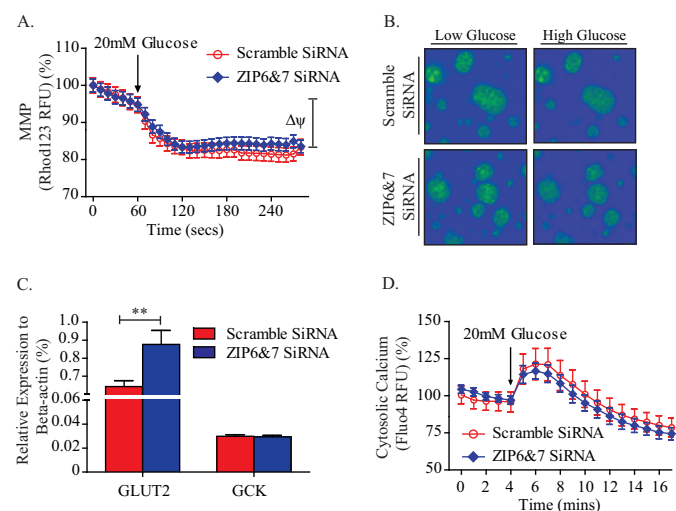 A.
20mM Glucose
Scramble SiRNA
ZIP6&7 SiRNA
Δψ
MMP
(Rhod123 RFU) (%)
110
100
90
80
70
0
60
120
180
240
Time (secs)
B.
Low Glucose
High Glucose
Scramble
SiRNA
ZIP6&7
SiRNA
C.
**
Scramble SiRNA
ZIP6&7 SiRNA
Relative Expression to
Beta-actin (%)
1.0
0.9
0.8
0.7
0.06
0.04
0.02
0
GLUT2
GCK
D.
20mM Glucose
Scramble SiRNA
ZIP6&7 SiRNA
Cytosolic Calcium
(Fluo4 RFU) (%)
150
125
100
75
50
0
2
4
6
8
10
12
14
16
Time (mins)